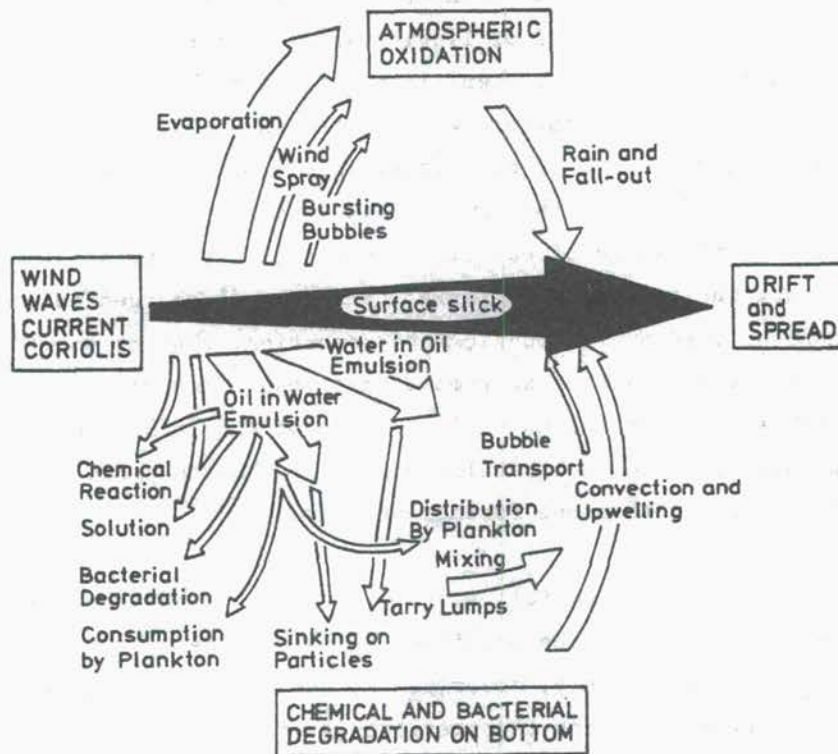 ATMOSPHERIC
OXIDATION
Evaporation
Wind
Spray
Bursting
Bubbles
Rain and
Fall-out
WIND
WAVES
CURRENT
CORIOLIS
Surface slick
DRIFT
and
SPREAD
Water in Oil
Emulsion
Oil in Water
Emulsion
Chemical
Reaction
Solution
Bacterial
Degradation
Consumption
by Plankton
Sinking on
Particles
Tarry Lumps
Distribution
By Plankton
Mixing
Bubble
Transport
Convection and
Upwelling
CHEMICAL AND BACTERIAL
DEGRADATION ON BOTTOM